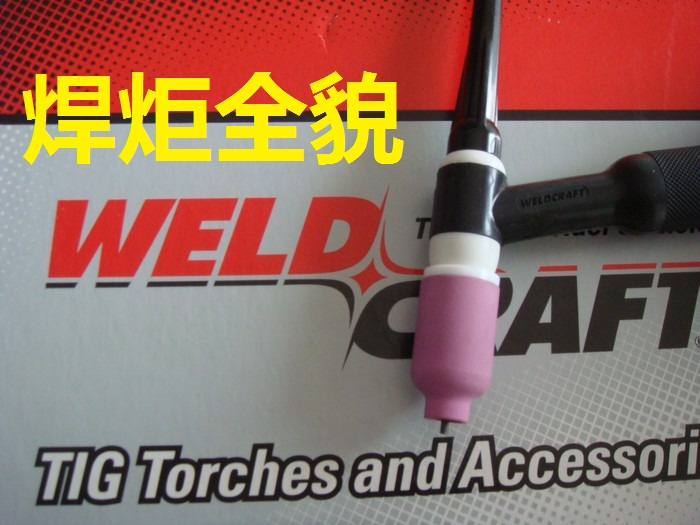 焊炬全貌
WELDCRAFT
WELD
CRAFT
TIG Torches and Accessori